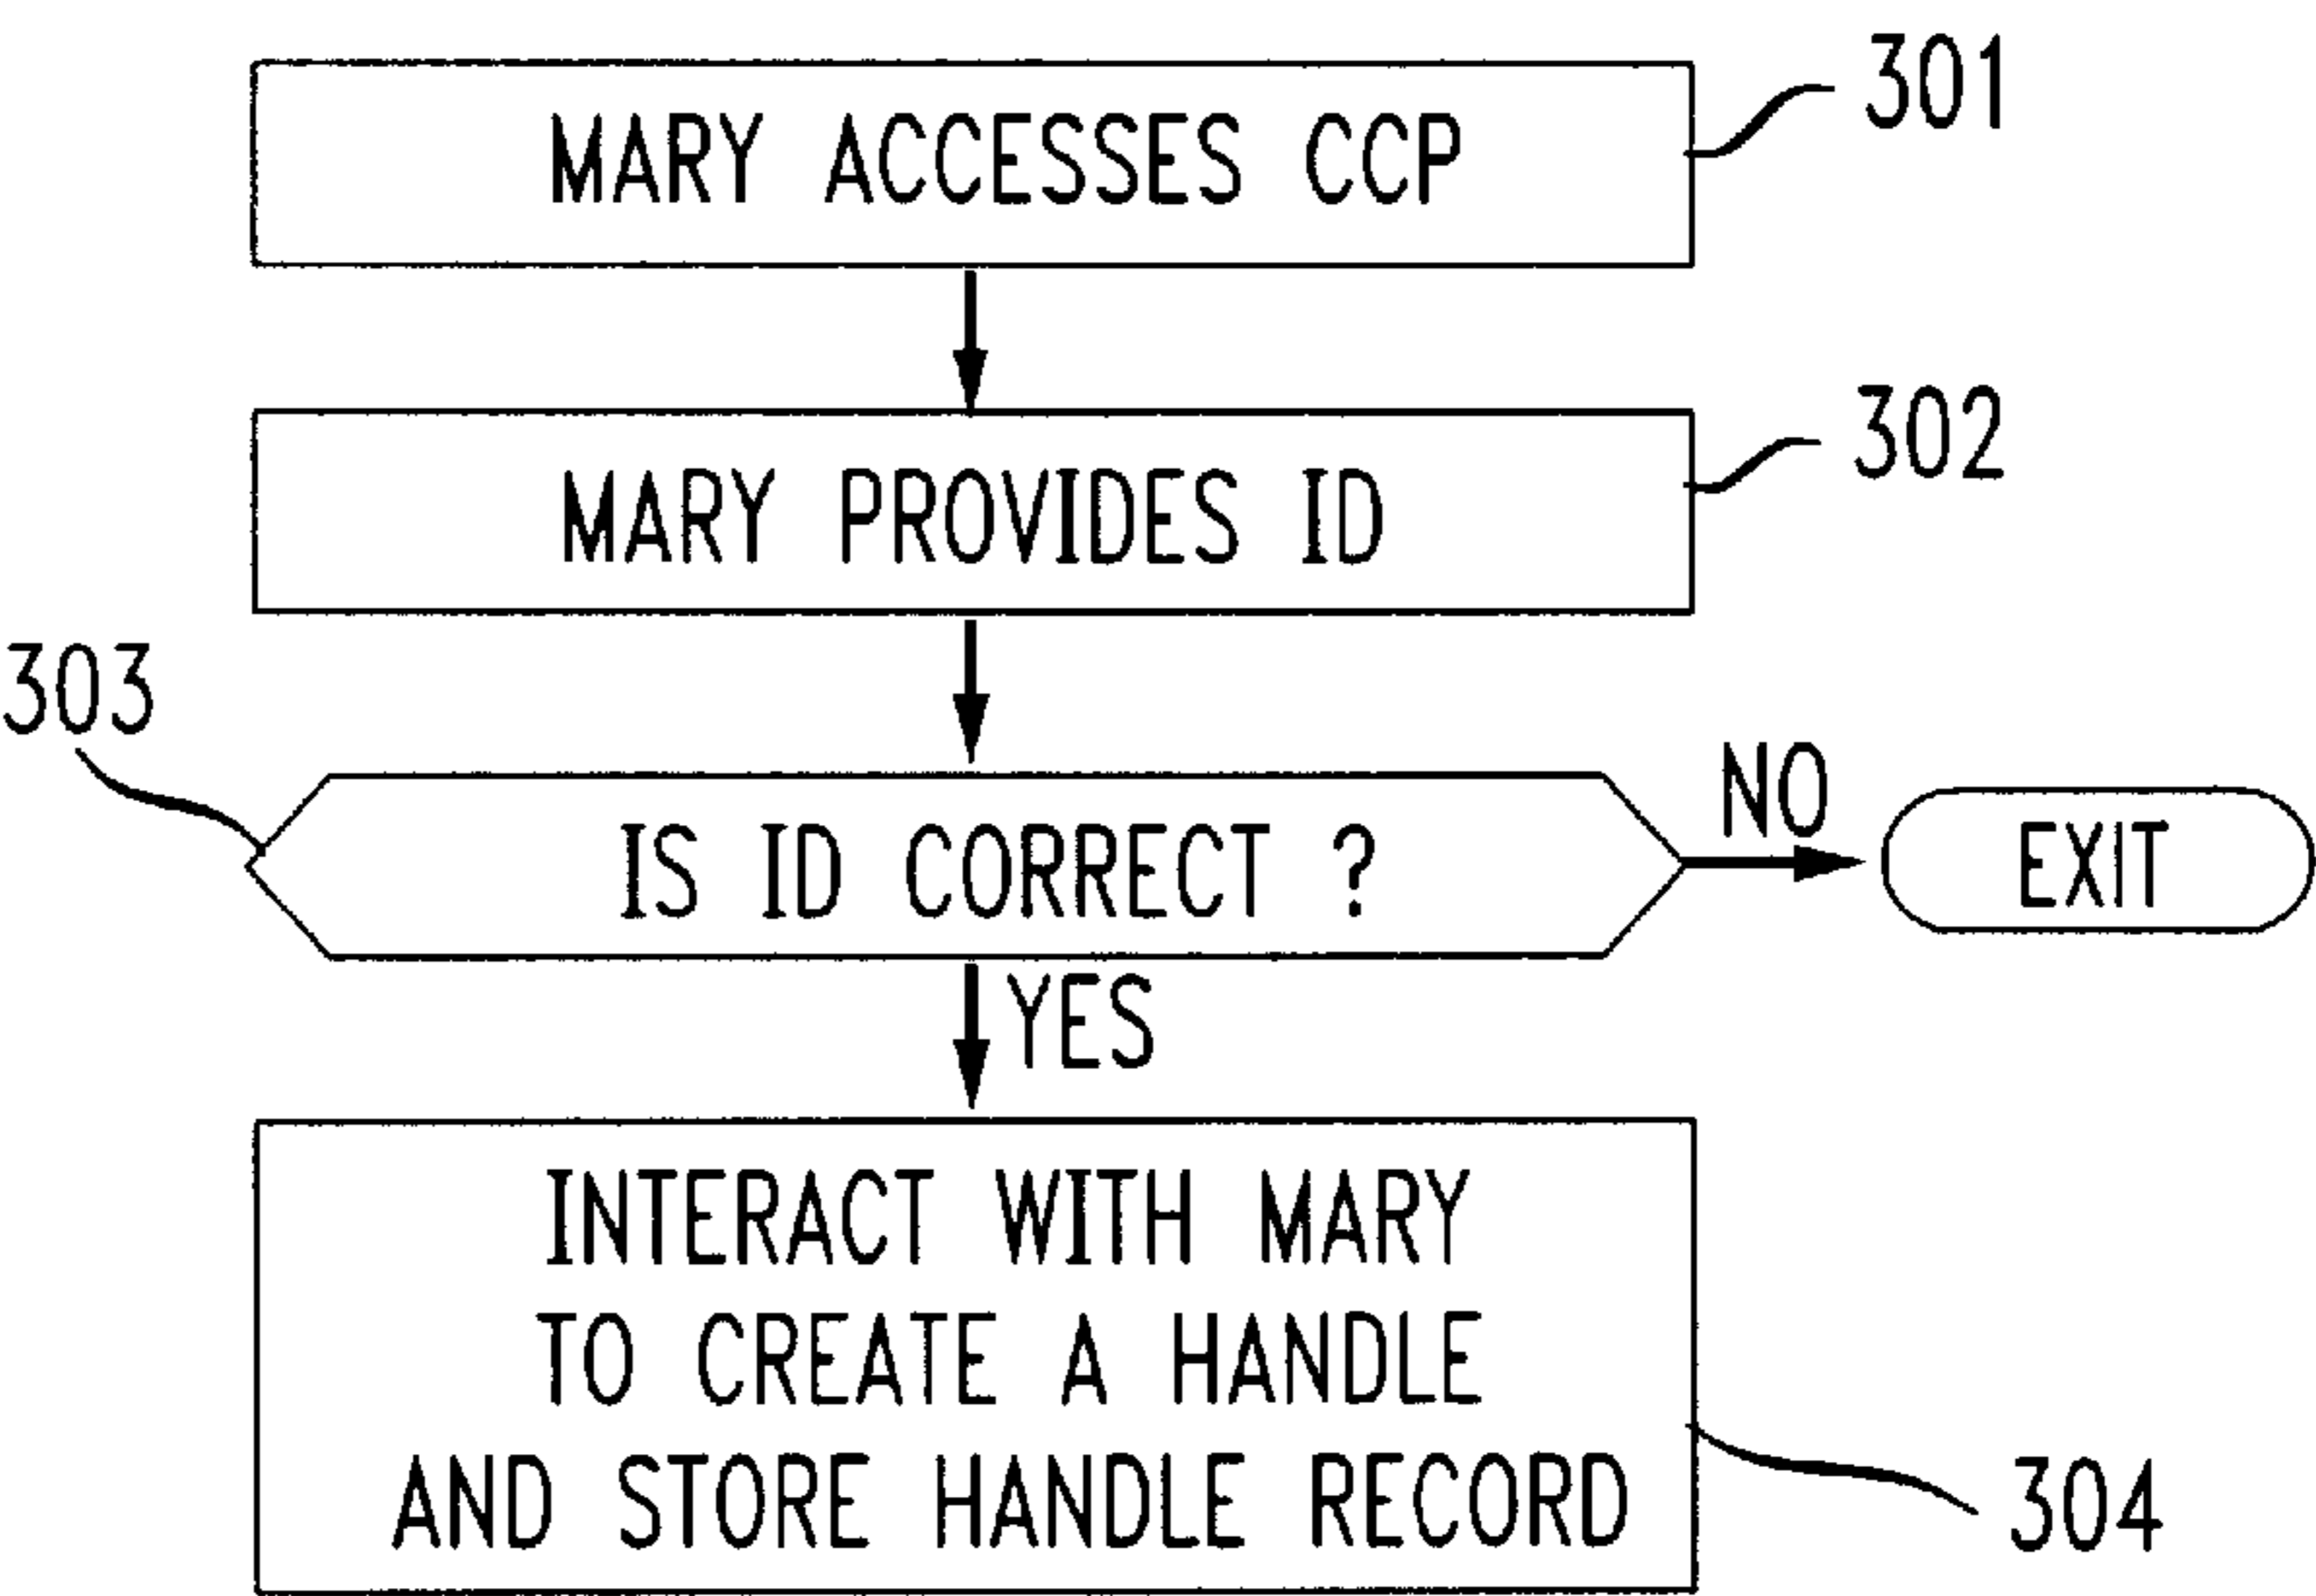 MARY ACCESSES CCP
301
MARY PROVIDES ID
302
303
IS ID CORRECT ?
NO
EXIT
YES
INTERACT WITH MARY
TO CREATE A HANDLE
AND STORE HANDLE RECORD
304